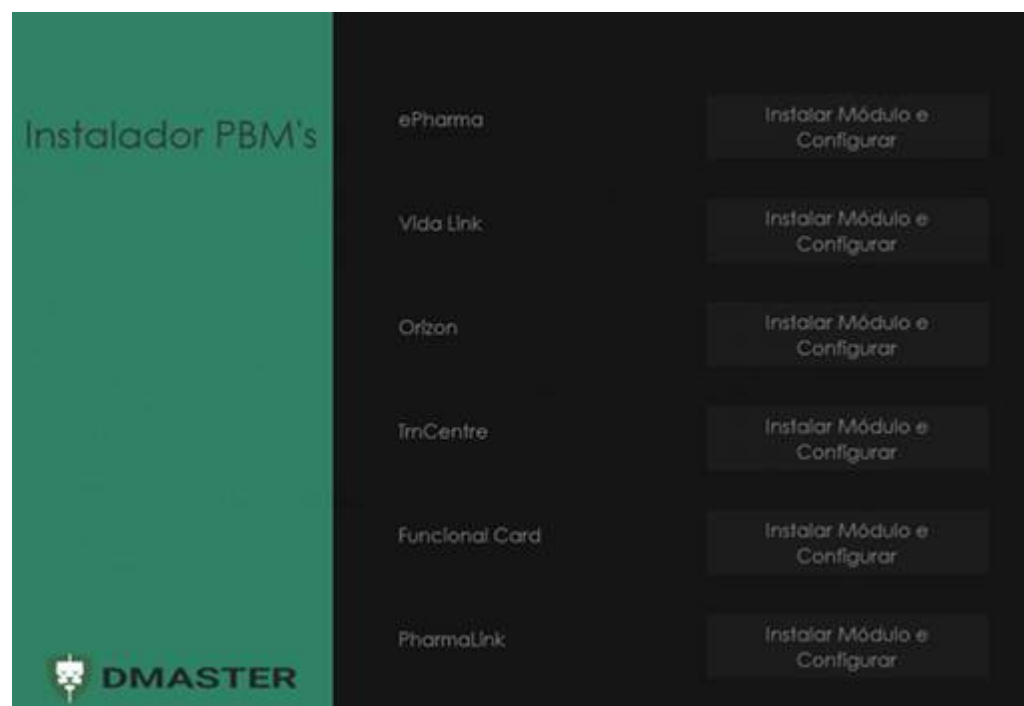 Instalador PBM's
ePharma
Instalar Módulo e
Configurar
Vida Link
Instalar Módulo e
Configurar
Orizon
Instalar Módulo e
Configurar
TrnCentre
Instalar Módulo e
Configurar
Funcional Card
Instalar Módulo e
Configurar
PharmaLink
Instalar Módulo e
Configurar
DMASTER